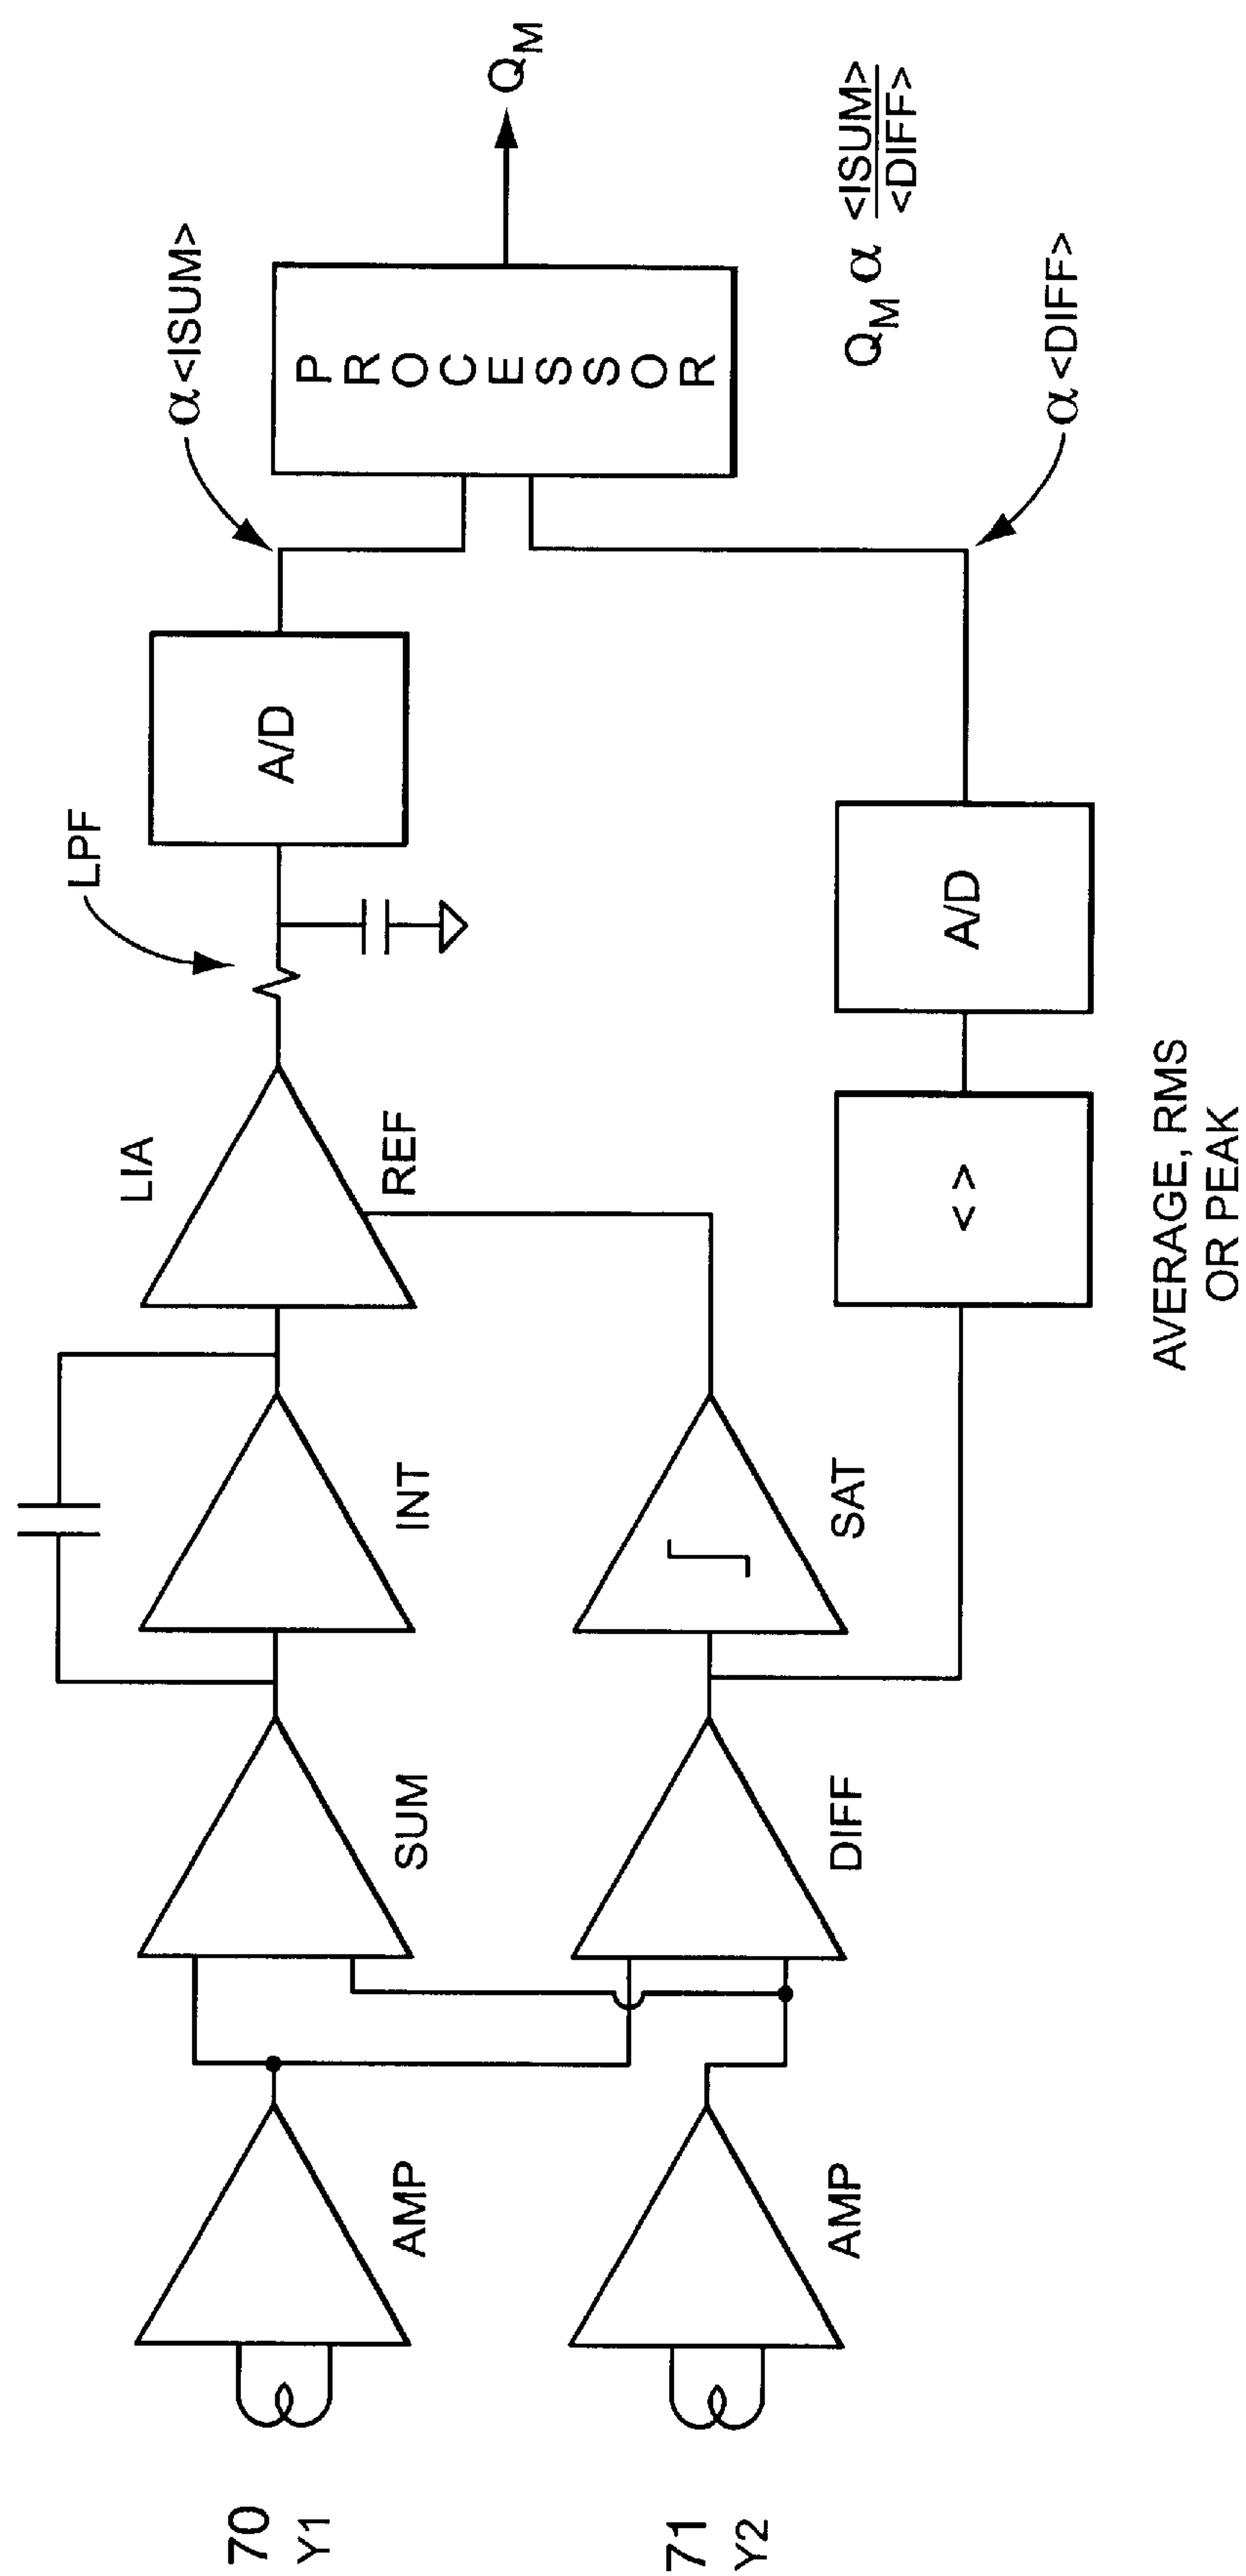 70
Y1
71
Y2
AMP
AMP
SUM
DIFF
INT
SAT
LIA
REF
LPF
A/D
< >
AVERAGE, RMS
OR PEAK
A/D
α <ISUM>
α <DIFF>
PROCESSOR
Q_M
Q_M α <ISUM>
<DIFF>